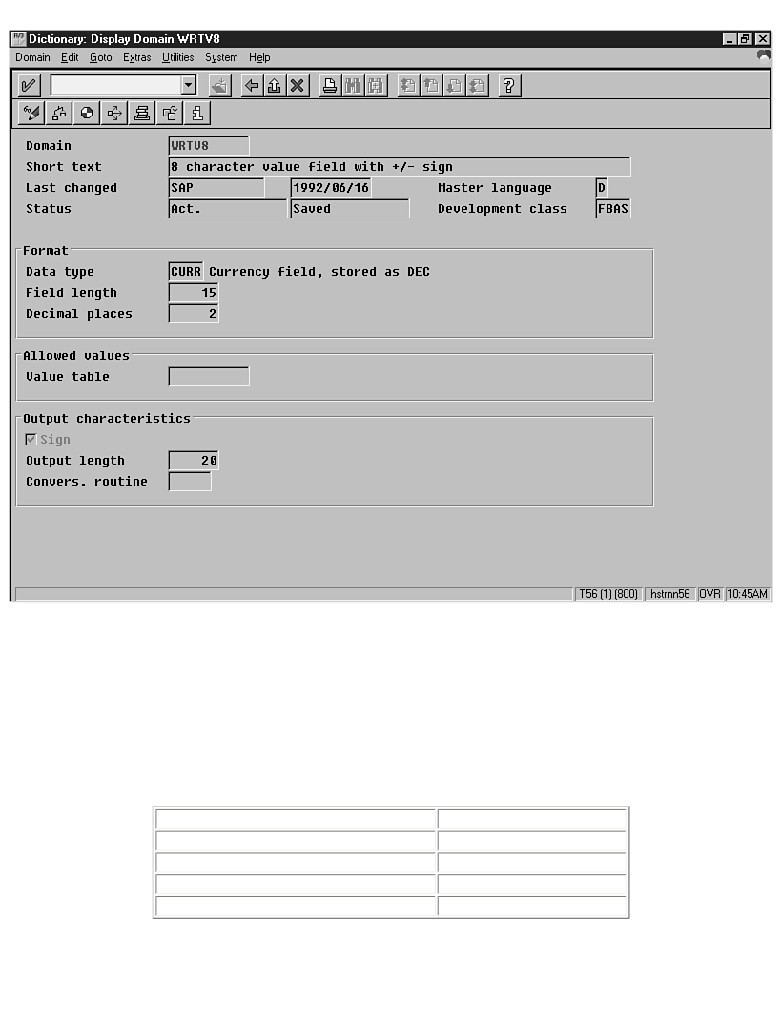 Dictionary: Display Domain WRTV8
Domain Edit Goto Extras Utilities System Help
Domain WRTV8
Short text 8 character value field with +/- sign
Last changed SAP 1992/06/16 Master language D
Status Act. Saved Development class FBAS
Format
Data type CURR Currency field, stored as DEC
Field length 15
Decimal places 2
Allowed values
Value table
Output characteristics
Sign
Output length 20
Convers. routine
T56 (1) (800) OVR 10:45AM